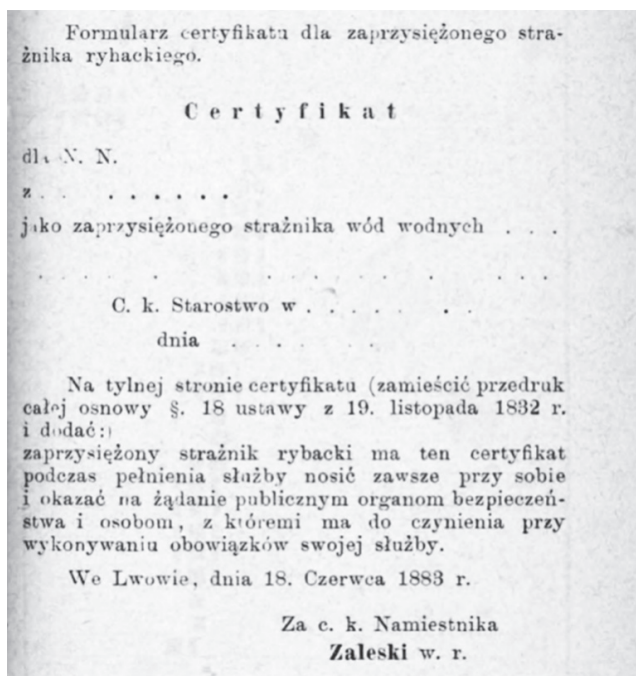 Formularz certyfikatu dla zaprzysiężonego stra-
żnika rybackiego.
Certyfikat
dla N. N.
z . . . . . . . .
jako zaprzysiężonego strażnika wód wodnych . . .
. . . . . . . . . . . . .
C. k. Starostwo w . . . . . . .
dnia . . . . .
Na tylnej stronie certyfikatu (zamieścić przedruk
całej osnowy §. 18 ustawy z 19. listopada 1832 r.
i dodać:)
zaprzysiężony strażnik rybacki ma ten certyfikat
podczas pełnienia służby nosić zawsze przy sobie
i okazać na żądanie publicznym organom bezpieczeń-
stwa i osobom, z któremi ma do czynienia przy
wykonywaniu obowiązków swojej służby.
We Lwowie, dnia 18. Czerwca 1883 r.
Za c. k. Namiestnika
Zaleski w. r.